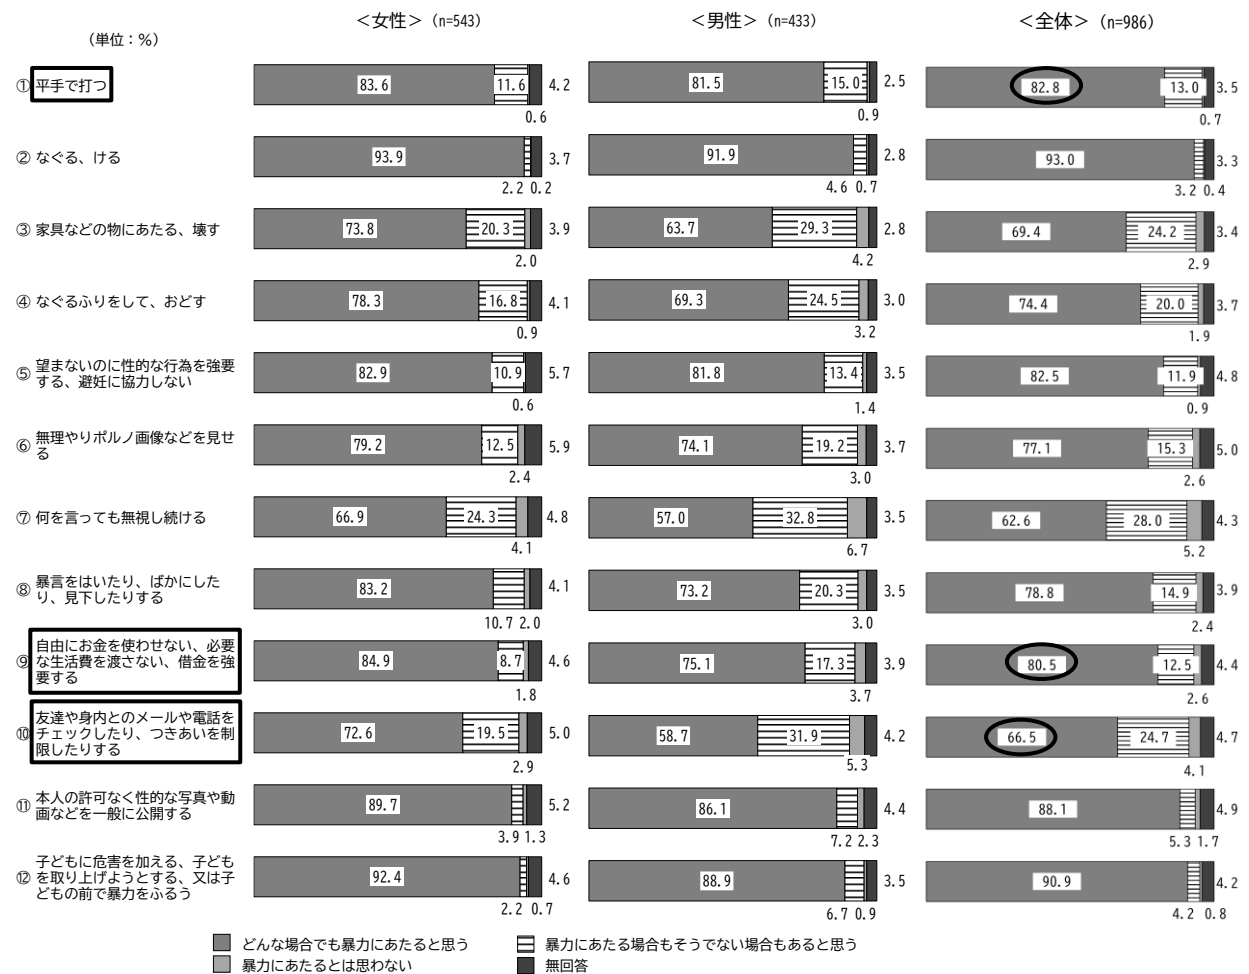 ＜女性＞（n=543）
＜男性＞（n=433）
＜全体＞（n=986）
（単位：％）
① 平手で打つ
83.6 11.6 4.2
0.6
81.5 15.0 2.5
0.9
82.8 13.0 3.5
0.7
② なぐる、ける
93.9 3.7
2.2 0.2
91.9 2.8
4.6 0.7
93.0 3.3
3.2 0.4
③ 家具などの物にあたる、壊す
73.8 20.3 3.9
2.0
63.7 29.3 2.8
4.2
69.4 24.2 3.4
2.9
④ なぐるふりをして、おどす
78.3 16.8 4.1
0.9
69.3 24.5 3.0
3.2
74.4 20.0 3.7
1.9
⑤ 望まないのに性的な行為を強要
する、避妊に協力しない
82.9 10.9 5.7
0.6
81.8 13.4 3.5
1.4
82.5 11.9 4.8
0.9
⑥ 無理やりポルノ画像などを見せ
る
79.2 12.5 5.9
2.4
74.1 19.2 3.7
3.0
77.1 15.3 5.0
2.6
⑦ 何を言っても無視し続ける
66.9 24.3 4.8
4.1
57.0 32.8 3.5
6.7
62.6 28.0 4.3
5.2
⑧ 暴言をはいたり、ばかにした
り、見下したりする
83.2 4.1
10.7 2.0
73.2 20.3 3.5
3.0
78.8 14.9 3.9
2.4
⑨ 自由にお金を使わせない、必要
な生活費を渡さない、借金を強
要する
84.9 8.7 4.6
1.8
75.1 17.3 3.9
3.7
80.5 12.5 4.4
2.6
⑩ 友達や身内とのメールや電話を
チェックしたり、つきあいを制
限したりする
72.6 19.5 5.0
2.9
58.7 31.9 4.2
5.3
66.5 24.7 4.7
4.1
⑪ 本人の許可なく性的な写真や動
画などを一般に公開する
89.7 5.2
3.9 1.3
86.1 4.4
7.2 2.3
88.1 4.9
5.3 1.7
⑫ 子どもに危害を加える、子ども
を取り上げようとする、又は子
どもの前で暴力をふるう
92.4 4.6
2.2 0.7
88.9 3.5
6.7 0.9
90.9 4.2
4.2 0.8
どんな場合でも暴力にあたると思う
暴力にあたる場合もそうでない場合もあると思う
暴力にあたるとは思わない
無回答